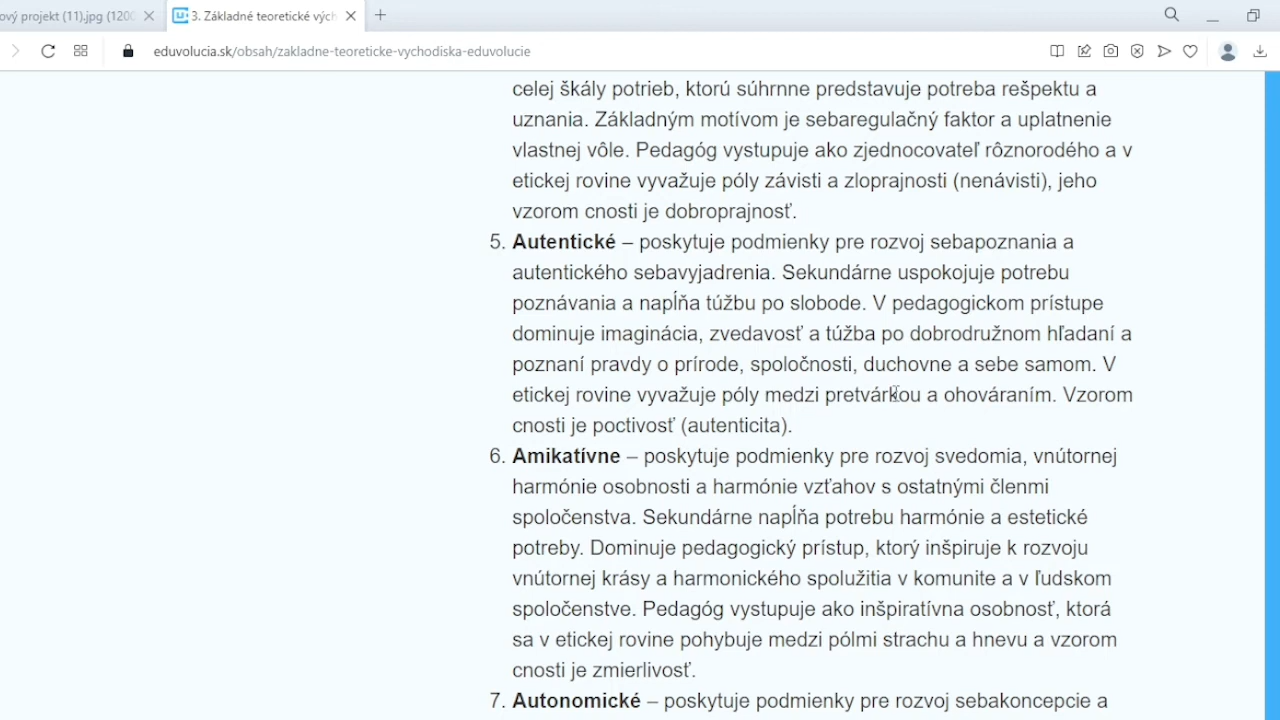 ový projekt (11).jpg (1200
3. Základné teoretické vých
eduvolucia.sk/obsah/zakladne-teoreticke-vychodiska-eduvolucie
celej škály potrieb, ktorú súhrnne predstavuje potreba rešpektu a
uznania. Základným motívom je sebaregulačný faktor a uplatnenie
vlastnej vôle. Pedagóg vystupuje ako zjednocovateľ rôznorodého a v
etickej rovine vyvažuje póly závisti a zloprajnosti (nenávisti), jeho
vzorom cnosti je dobroprajnosť.
5. Autentické – poskytuje podmienky pre rozvoj sebapoznania a
autentického sebavyjadrenia. Sekundárne uspokojuje potrebu
poznávania a napĺňa túžbu po slobode. V pedagogickom prístupe
dominuje imaginácia, zvedavosť a túžba po dobrodružnom hľadaní a
poznaní pravdy o prírode, spoločnosti, duchovne a sebe samom. V
etickej rovine vyvažuje póly medzi pretvárkou a ohováraním. Vzorom
cnosti je poctivosť (autenticita).
6. Amikatívne – poskytuje podmienky pre rozvoj svedomia, vnútornej
harmónie osobnosti a harmónie vzťahov s ostatnými členmi
spoločenstva. Sekundárne napĺňa potrebu harmónie a estetické
potreby. Dominuje pedagogický prístup, ktorý inšpiruje k rozvoju
vnútornej krásy a harmonického spolužitia v komunite a v ľudskom
spoločenstve. Pedagóg vystupuje ako inšpiratívna osobnosť, ktorá
sa v etickej rovine pohybuje medzi pólmi strachu a hnevu a vzorom
cnosti je zmierlivosť.
7. Autonomické – poskytuje podmienky pre rozvoj sebakoncepcie a